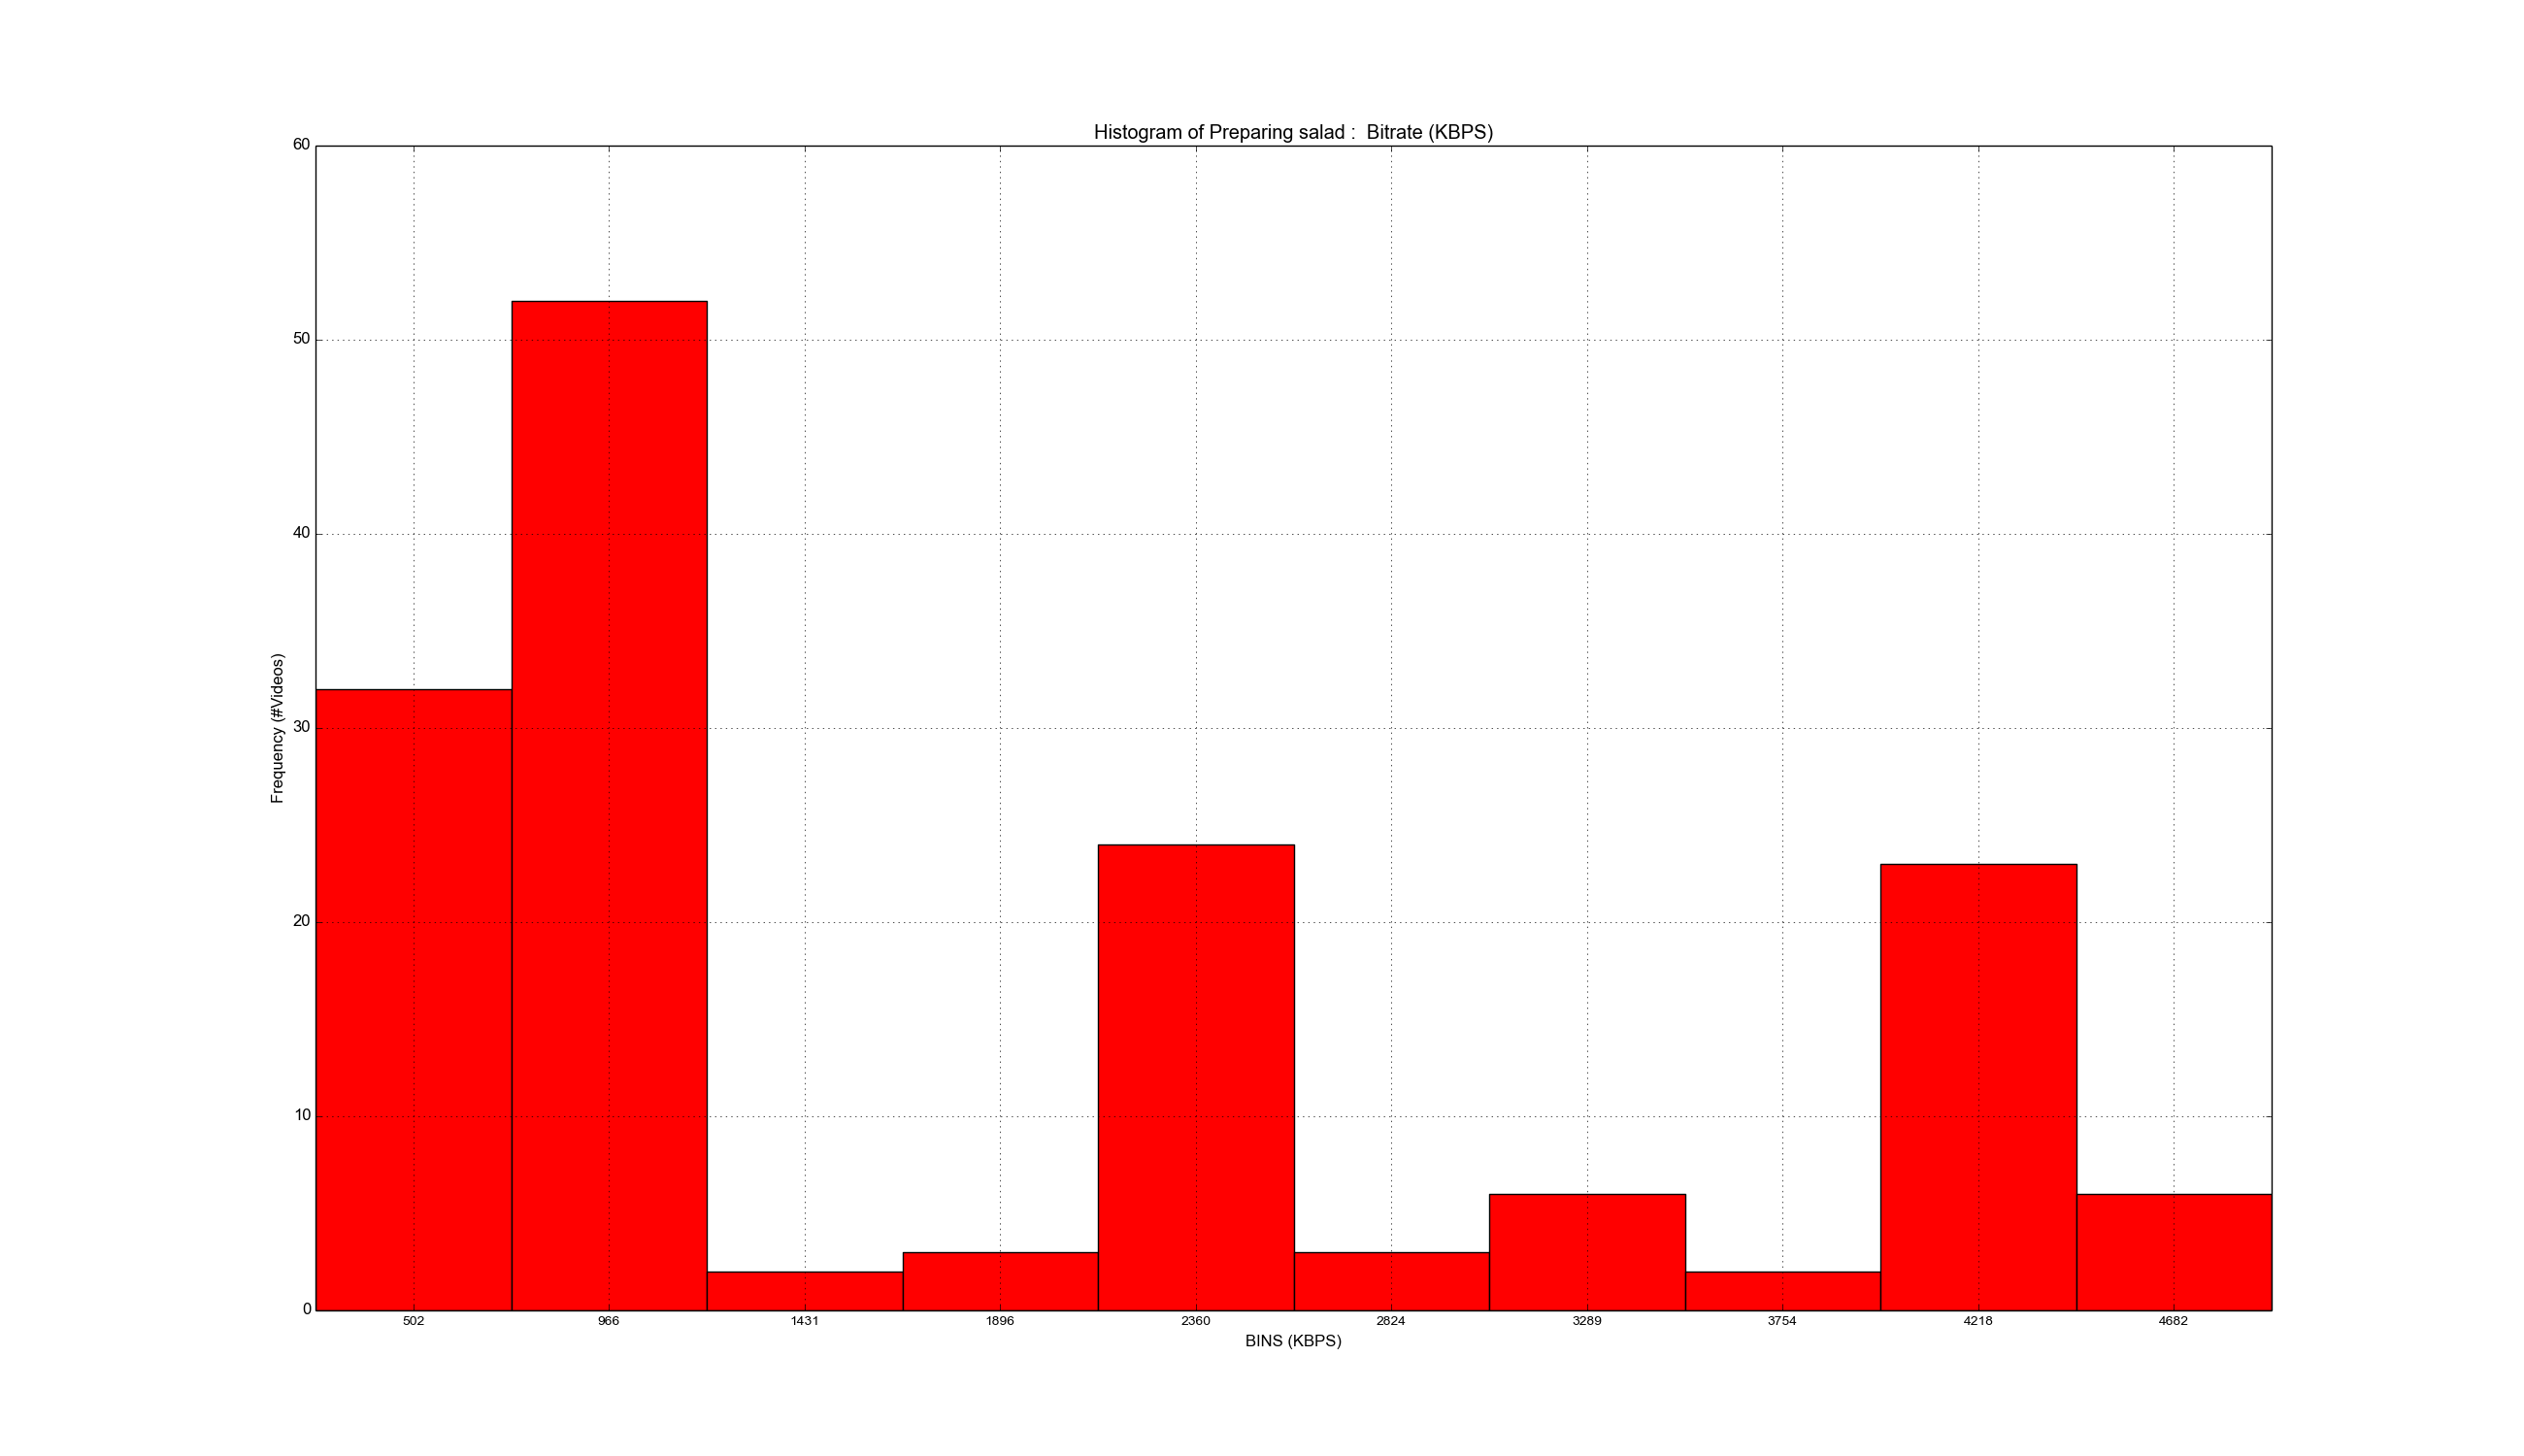 Histogram of Preparing salad :  Bitrate (KBPS)
60
50
40
30
20
10
0
Frequency (#Videos)
502 966 1431 1896 2360 2824 3289 3754 4218 4682
BINS (KBPS)